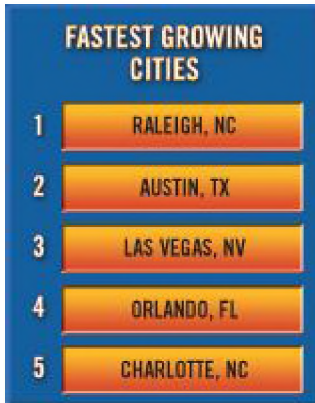 FASTEST GROWING
CITIES
1 RALEIGH, NC
2 AUSTIN, TX
3 LAS VEGAS, NV
4 ORLANDO, FL
5 CHARLOTTE, NC